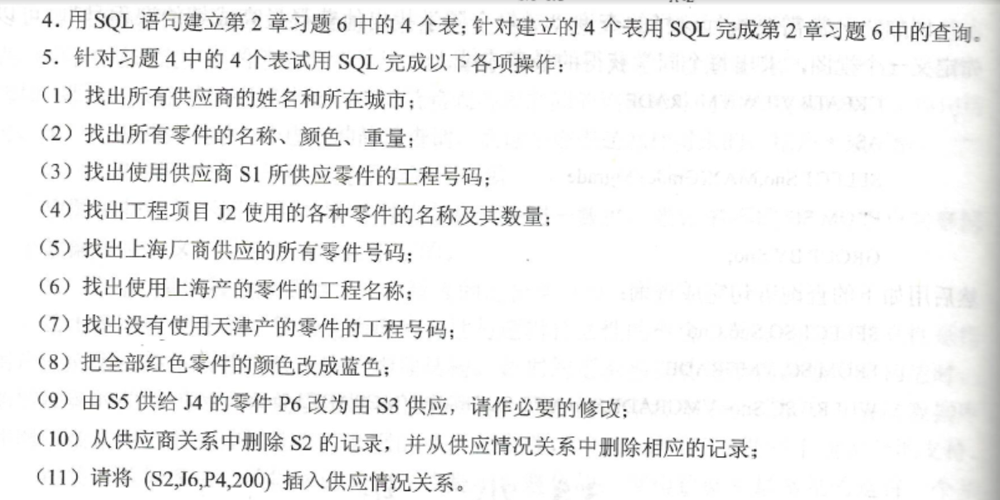 4. 用 SQL 语句建立第 2 章习题 6 中的 4 个表；针对建立的 4 个表用 SQL 完成第 2 章习题 6 中的查询。
5. 针对习题 4 中的 4 个表试用 SQL 完成以下各项操作：
（1）找出所有供应商的姓名和所在城市；
（2）找出所有零件的名称、颜色、重量；
（3）找出使用供应商 S1 所供应零件的工程号码；
（4）找出工程项目 J2 使用的各种零件的名称及其数量；
（5）找出上海厂商供应的所有零件号码；
（6）找出使用上海产的零件的工程名称；
（7）找出没有使用天津产的零件的工程号码；
（8）把全部红色零件的颜色改成蓝色；
（9）由 S5 供给 J4 的零件 P6 改为由 S3 供应，请作必要的修改；
（10）从供应商关系中删除 S2 的记录，并从供应情况关系中删除相应的记录；
（11）请将 (S2,J6,P4,200) 插入供应情况关系。